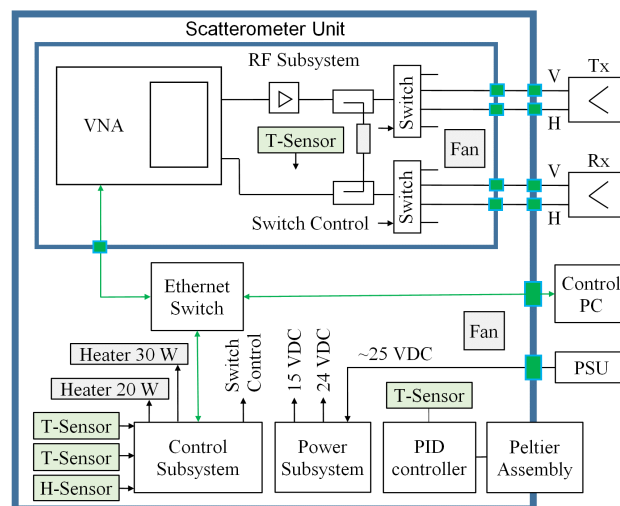 Scatterometer Unit
RF Subsystem
VNA
T-Sensor
Switch
Fan
V
H
Tx
Switch Control
Switch
V
H
Rx
Ethernet
Switch
Control
PC
Fan
Heater 30 W
Heater 20 W
Switch
Control
15 VDC
24 VDC
~25 VDC
PSU
T-Sensor
T-Sensor
T-Sensor
H-Sensor
Control
Subsystem
Power
Subsystem
PID
controller
Peltier
Assembly